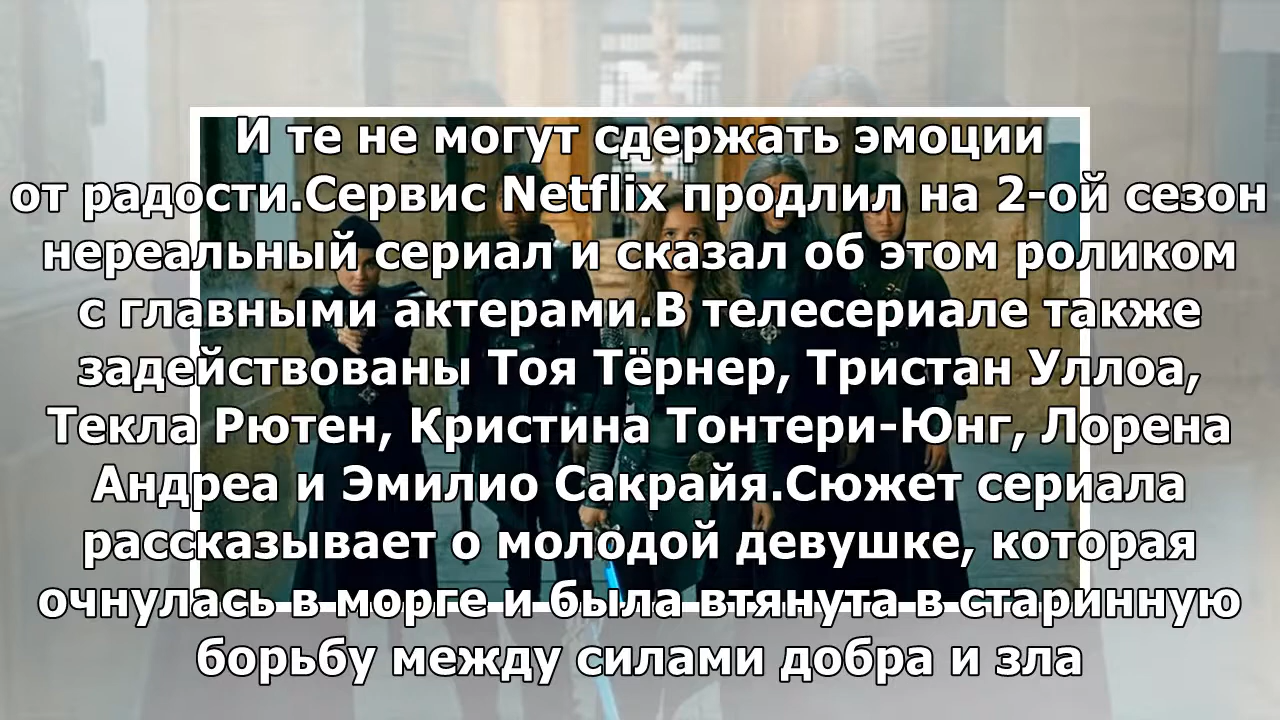 И те не могут сдержать эмоции
от радости.Сервис Netflix продлил на 2-ой сезон
нереальный сериал и сказал об этом роликом
с главными актерами.В телесериале также
задействованы Тоя Тёрнер, Тристан Уллоа,
Текла Рютен, Кристина Тонтери-Юнг, Лорена
Андреа и Эмилио Сакрайя.Сюжет сериала
рассказывает о молодой девушке, которая
очнулась в морге и была втянута в старинную
борьбу между силами добра и зла